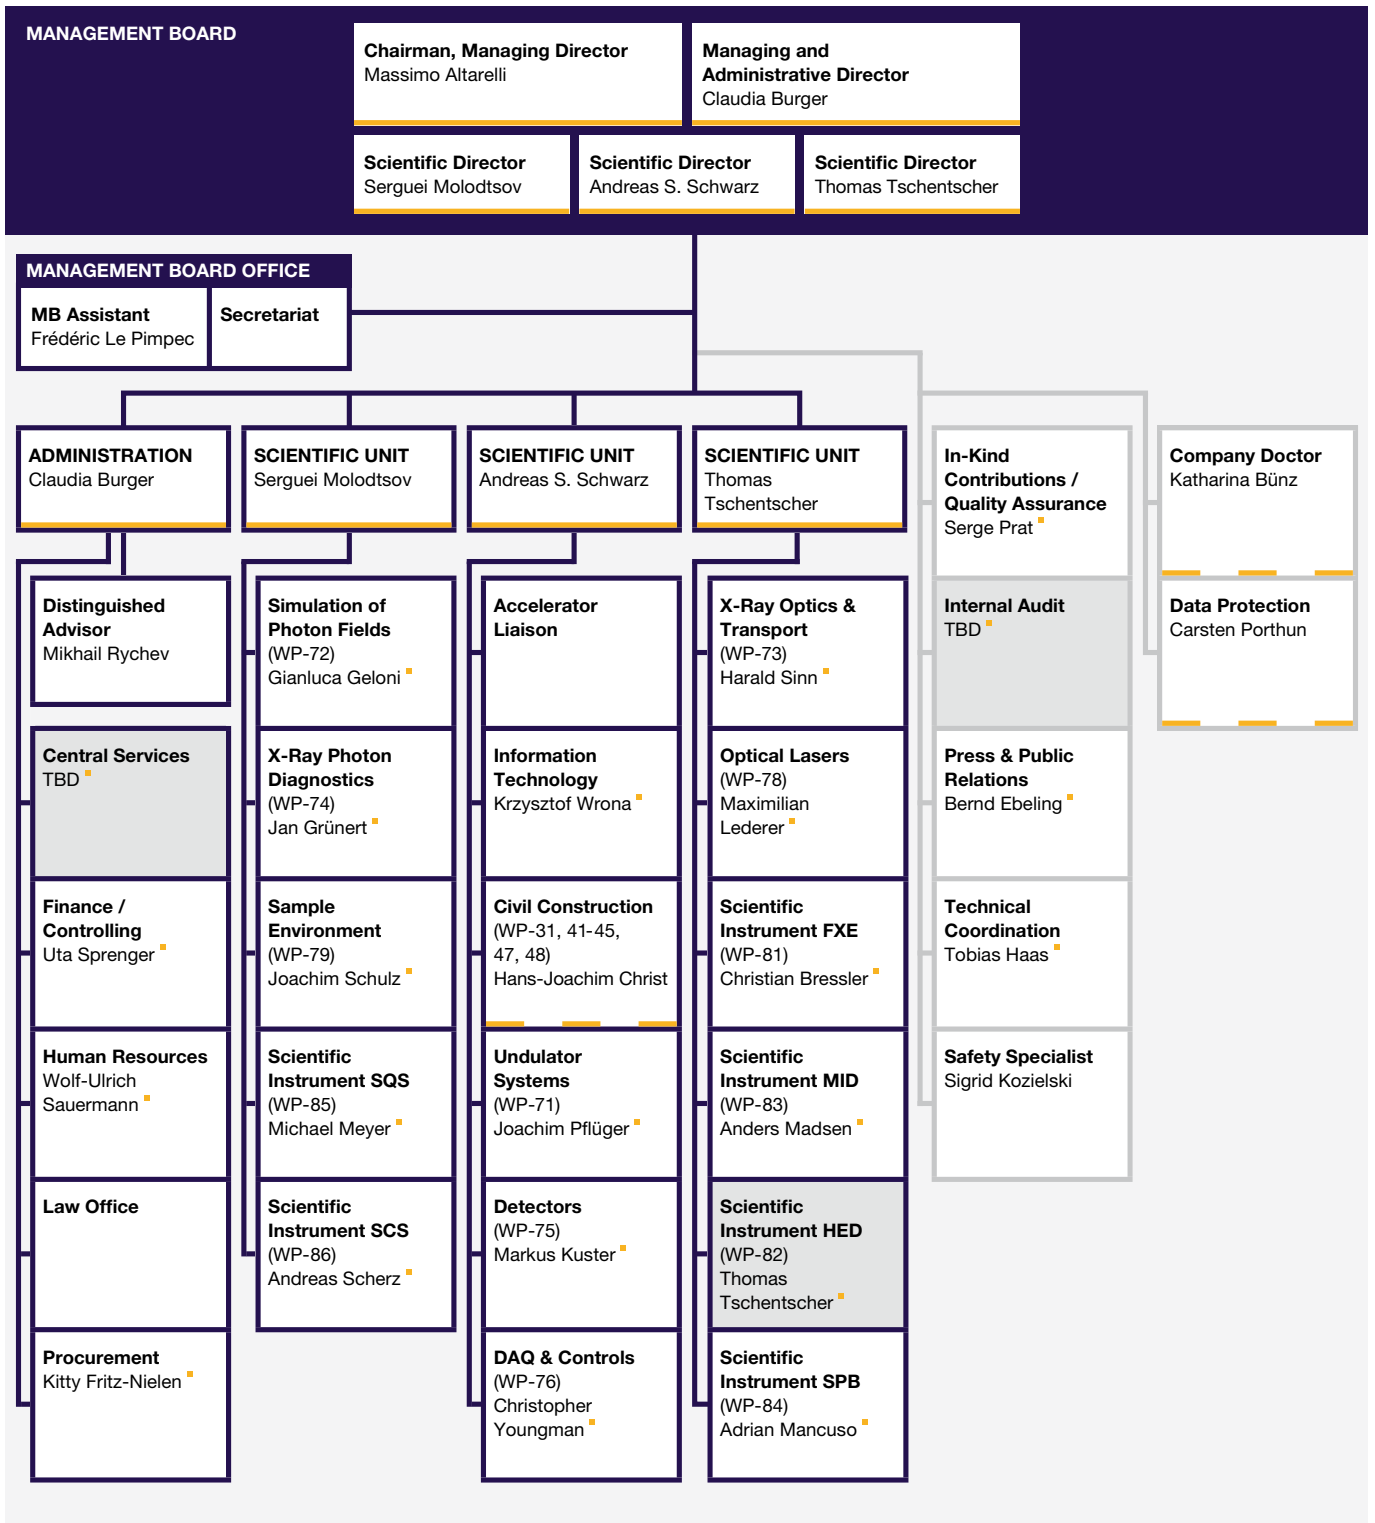 MANAGEMENT BOARD
Chairman, Managing Director
Massimo Altarelli
Managing and
Administrative Director
Claudia Burger
Scientific Director
Serguei Molodtsov
Scientific Director
Andreas S. Schwarz
Scientific Director
Thomas Tschentscher
MANAGEMENT BOARD OFFICE
MB Assistant
Frédéric Le Pimpec
Secretariat
ADMINISTRATION
Claudia Burger
SCIENTIFIC UNIT
Serguei Molodtsov
SCIENTIFIC UNIT
Andreas S. Schwarz
SCIENTIFIC UNIT
Thomas
Tschentscher
In-Kind
Contributions /
Quality Assurance
Serge Prat
Company Doctor
Katharina Bünz
Distinguished
Advisor
Mikhail Rychev
Simulation of
Photon Fields
(WP-72)
Gianluca Geloni
Accelerator
Liaison
X-Ray Optics &
Transport
(WP-73)
Harald Sinn
Internal Audit
TBD
Data Protection
Carsten Porthun
Central Services
TBD
X-Ray Photon
Diagnostics
(WP-74)
Jan Grünert
Information
Technology
Krzysztof Wrona
Optical Lasers
(WP-78)
Maximilian
Lederer
Press & Public
Relations
Bernd Ebeling
Finance /
Controlling
Uta Sprenger
Sample
Environment
(WP-79)
Joachim Schulz
Civil Construction
(WP-31, 41-45,
47, 48)
Hans-Joachim Christ
Scientific
Instrument FXE
(WP-81)
Christian Bressler
Technical
Coordination
Tobias Haas
Human Resources
Wolf-Ulrich
Sauermann
Scientific
Instrument SQS
(WP-85)
Michael Meyer
Undulator
Systems
(WP-71)
Joachim Pflüger
Scientific
Instrument MID
(WP-83)
Anders Madsen
Safety Specialist
Sigrid Kozielski
Law Office
Scientific
Instrument SCS
(WP-86)
Andreas Scherz
Detectors
(WP-75)
Markus Kuster
Scientific
Instrument HED
(WP-82)
Thomas
Tschentscher
Procurement
Kitty Fritz-Nielen
DAQ & Controls
(WP-76)
Christopher
Youngman
Scientific
Instrument SPB
(WP-84)
Adrian Mancuso